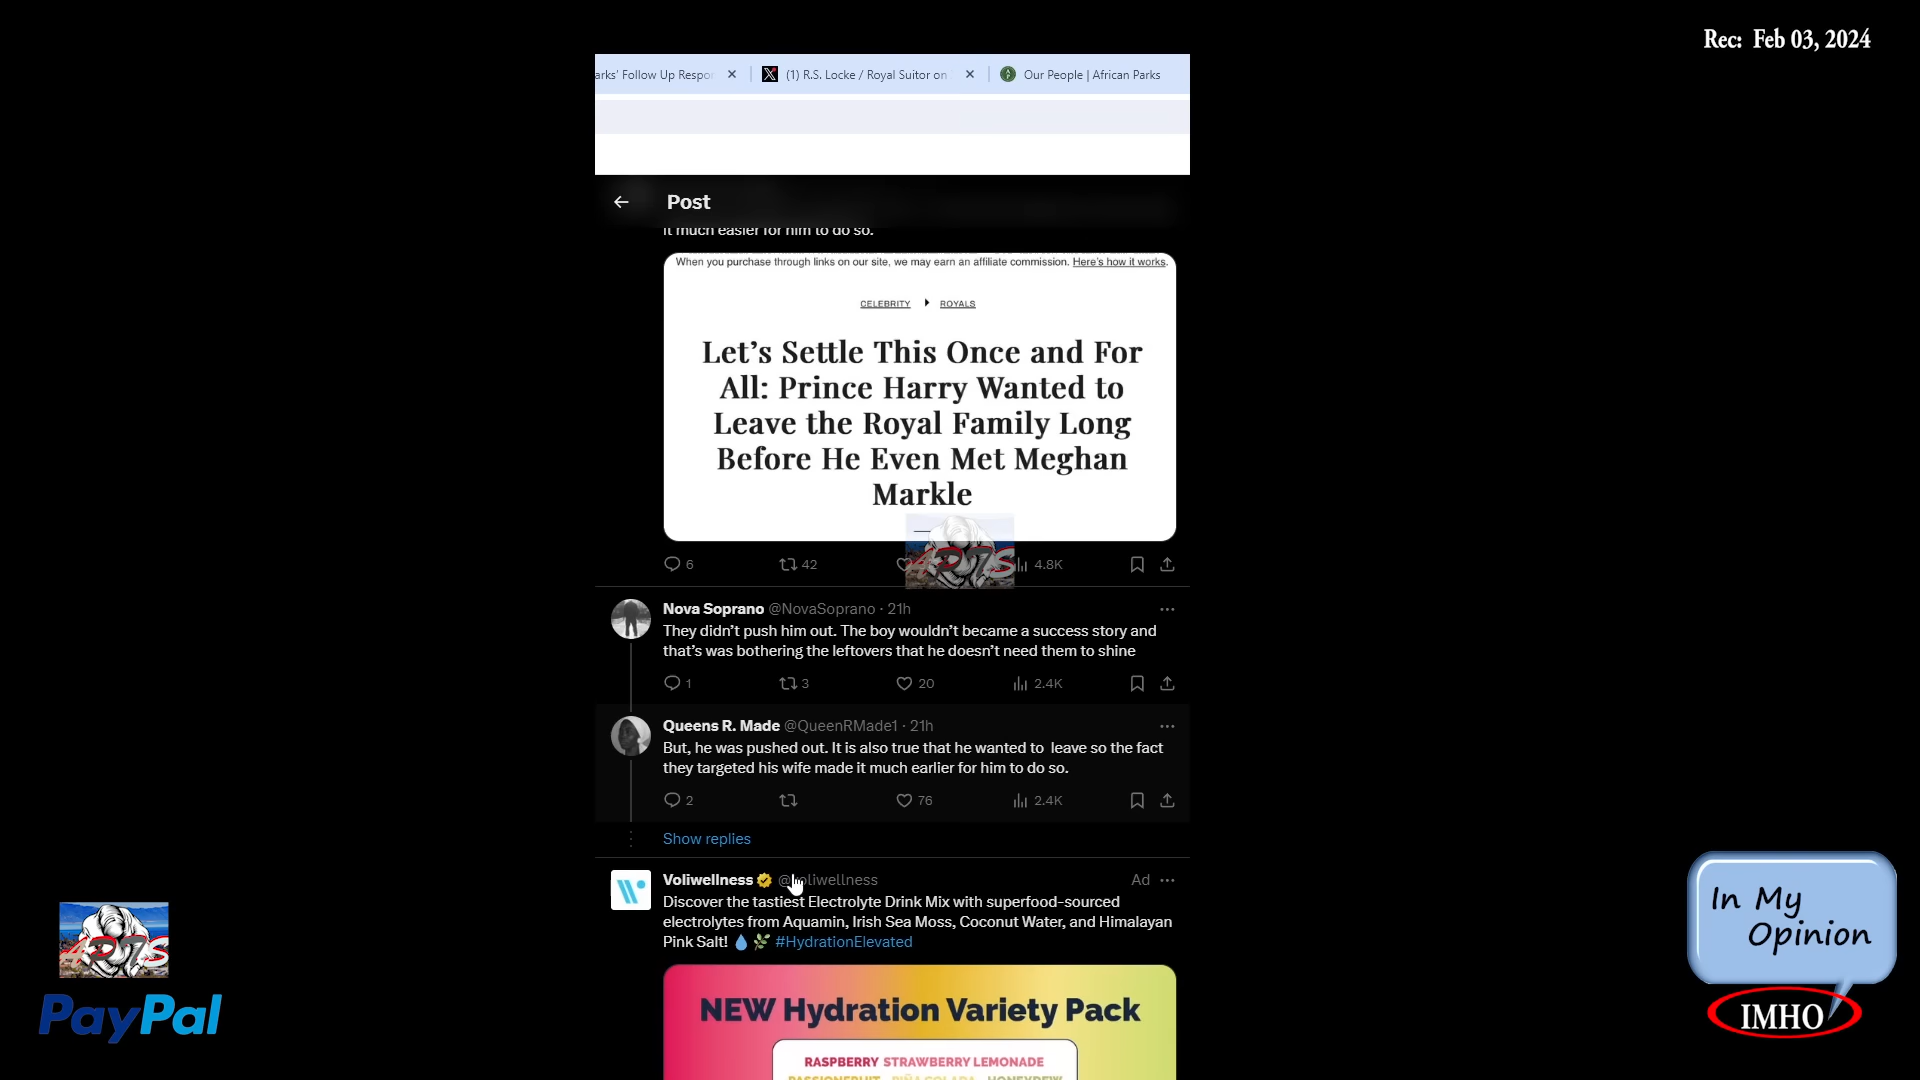 Rec: Feb 03, 2024
arks' Follow Up Respo
(1) R.S. Locke / Royal Suitor on
Our People | African Parks
Post
it much easier for him to do so.
When you purchase through links on our site, we may earn an affiliate commission. Here's how it works.
CELEBRITY ROYALS
Let's Settle This Once and For
All: Prince Harry Wanted to
Leave the Royal Family Long
Before He Even Met Meghan
Markle
6 42 4.8K
Nova Soprano @NovaSoprano · 21h
They didn't push him out. The boy wouldn't became a success story and
that's was bothering the leftovers that he doesn't need them to shine
1 3 20 2.4K
Queens R. Made @QueenRMade1 · 21h
But, he was pushed out. It is also true that he wanted to leave so the fact
they targeted his wife made it much earlier for him to do so.
2 76 2.4K
Show replies
Voliwellness @voliwellness Ad
Discover the tastiest Electrolyte Drink Mix with superfood-sourced
electrolytes from Aquamin, Irish Sea Moss, Coconut Water, and Himalayan
Pink Salt! 💧🌿 #HydrationElevated
NEW Hydration Variety Pack
RASPBERRY STRAWBERRY LEMONADE
PASSIONFRUIT PIÑA COLADA HONEYDEW
PayPal
In My
Opinion
IMHO